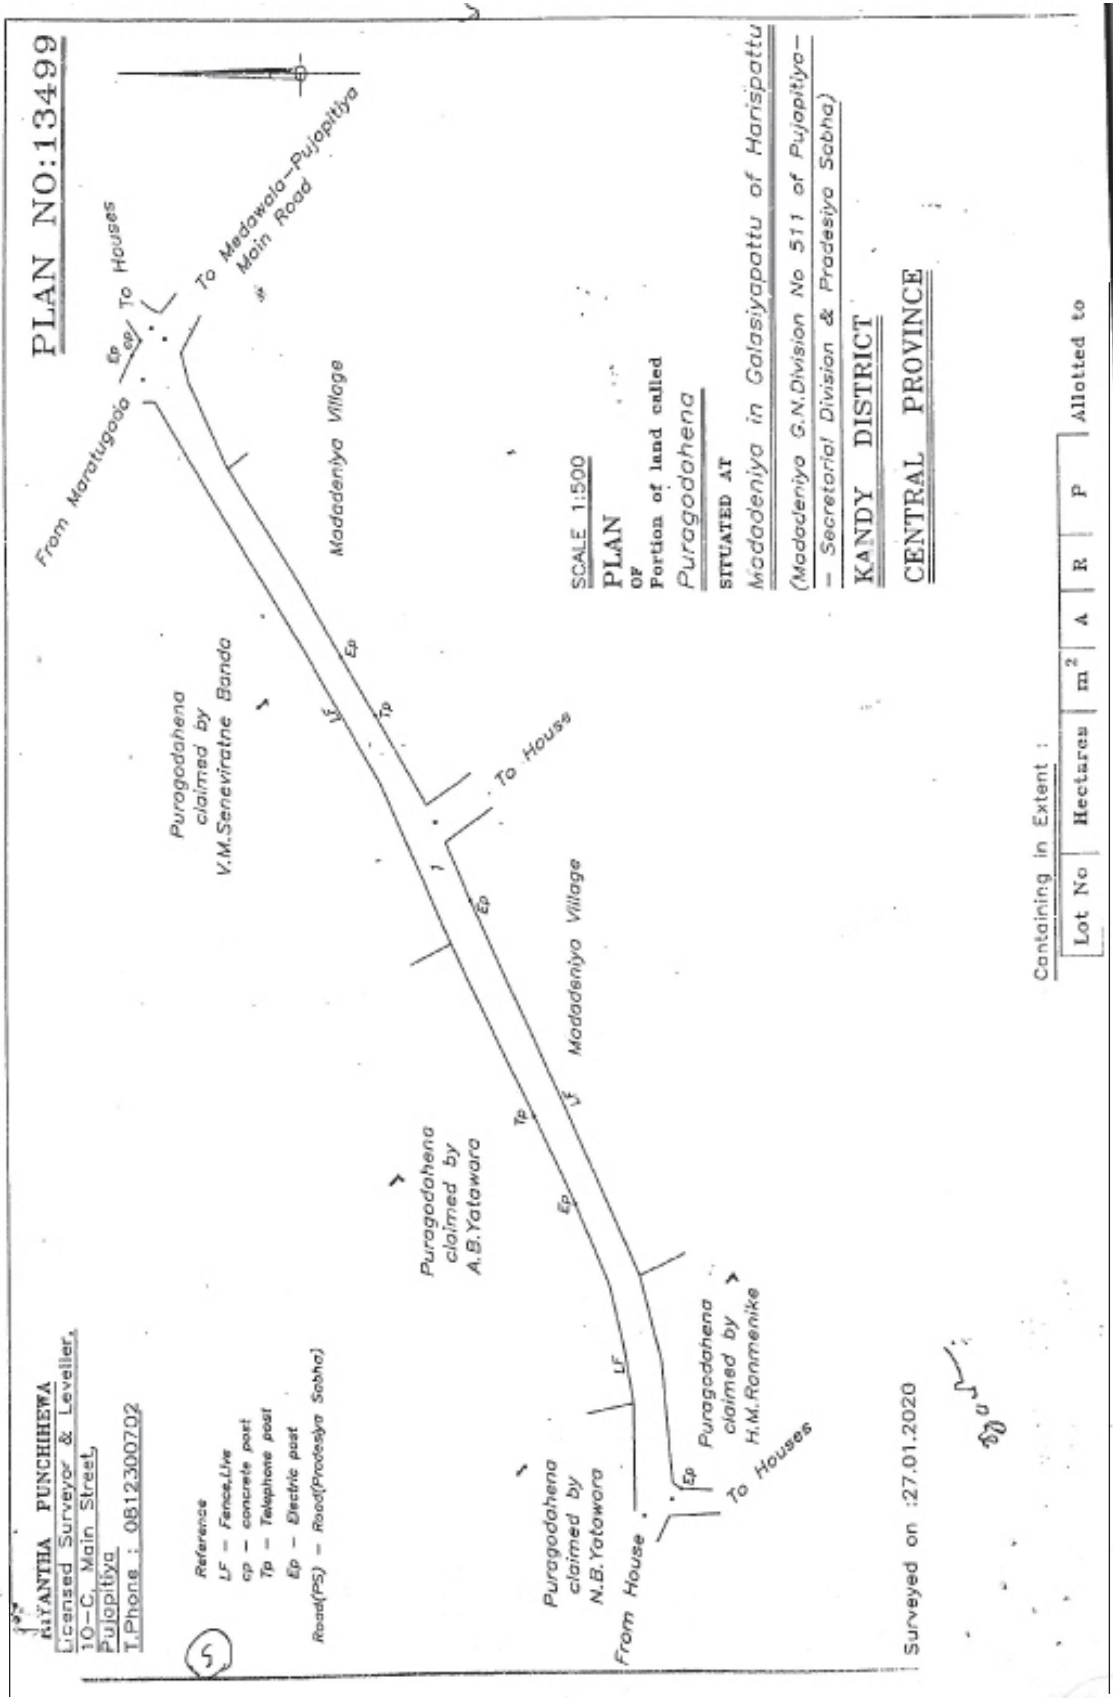 PLAN NO:13499
RIYANTHA PUNCHIHEWA
Licensed Surveyor & Leveller,
10-C, Main Street,
Pujapitiya
T.Phone : 0812300702
5
Reference
LF – Fence,Live
cp – concrete post
Tp – Telephone post
Ep – Electric post
Road(PS) – Road(Pradesiya Sabha)
From Maratugoda
Ep
cp
To Houses
To Medawala-Pujapitiya
Main Road
Puragodahena
claimed by
V.M.Seneviratne Banda
Madadeniya Village
LF
Ep
Tp
To House
1
Ep
Madadeniya Village
LF
Puragodahena
claimed by
A.B.Yatawara
Tp
Ep
LF
Puragodahena
claimed by
N.B.Yatawara
Puragodahena
claimed by
H.M.Ranmenike
Ep
From House
To Houses
SCALE 1:500
PLAN
OF
Portion of land called
Puragodahena
SITUATED AT
Madadeniya in Galasiyapattu of Harispattu
(Madadeniya G.N.Division No 511 of Pujapitiya-
– Secretarial Division & Pradesiya Sabha)
KANDY DISTRICT
CENTRAL PROVINCE
Surveyed on :27.01.2020
Containing in Extent :
Lot No | Hectares | m² | A | R | P | Allotted to